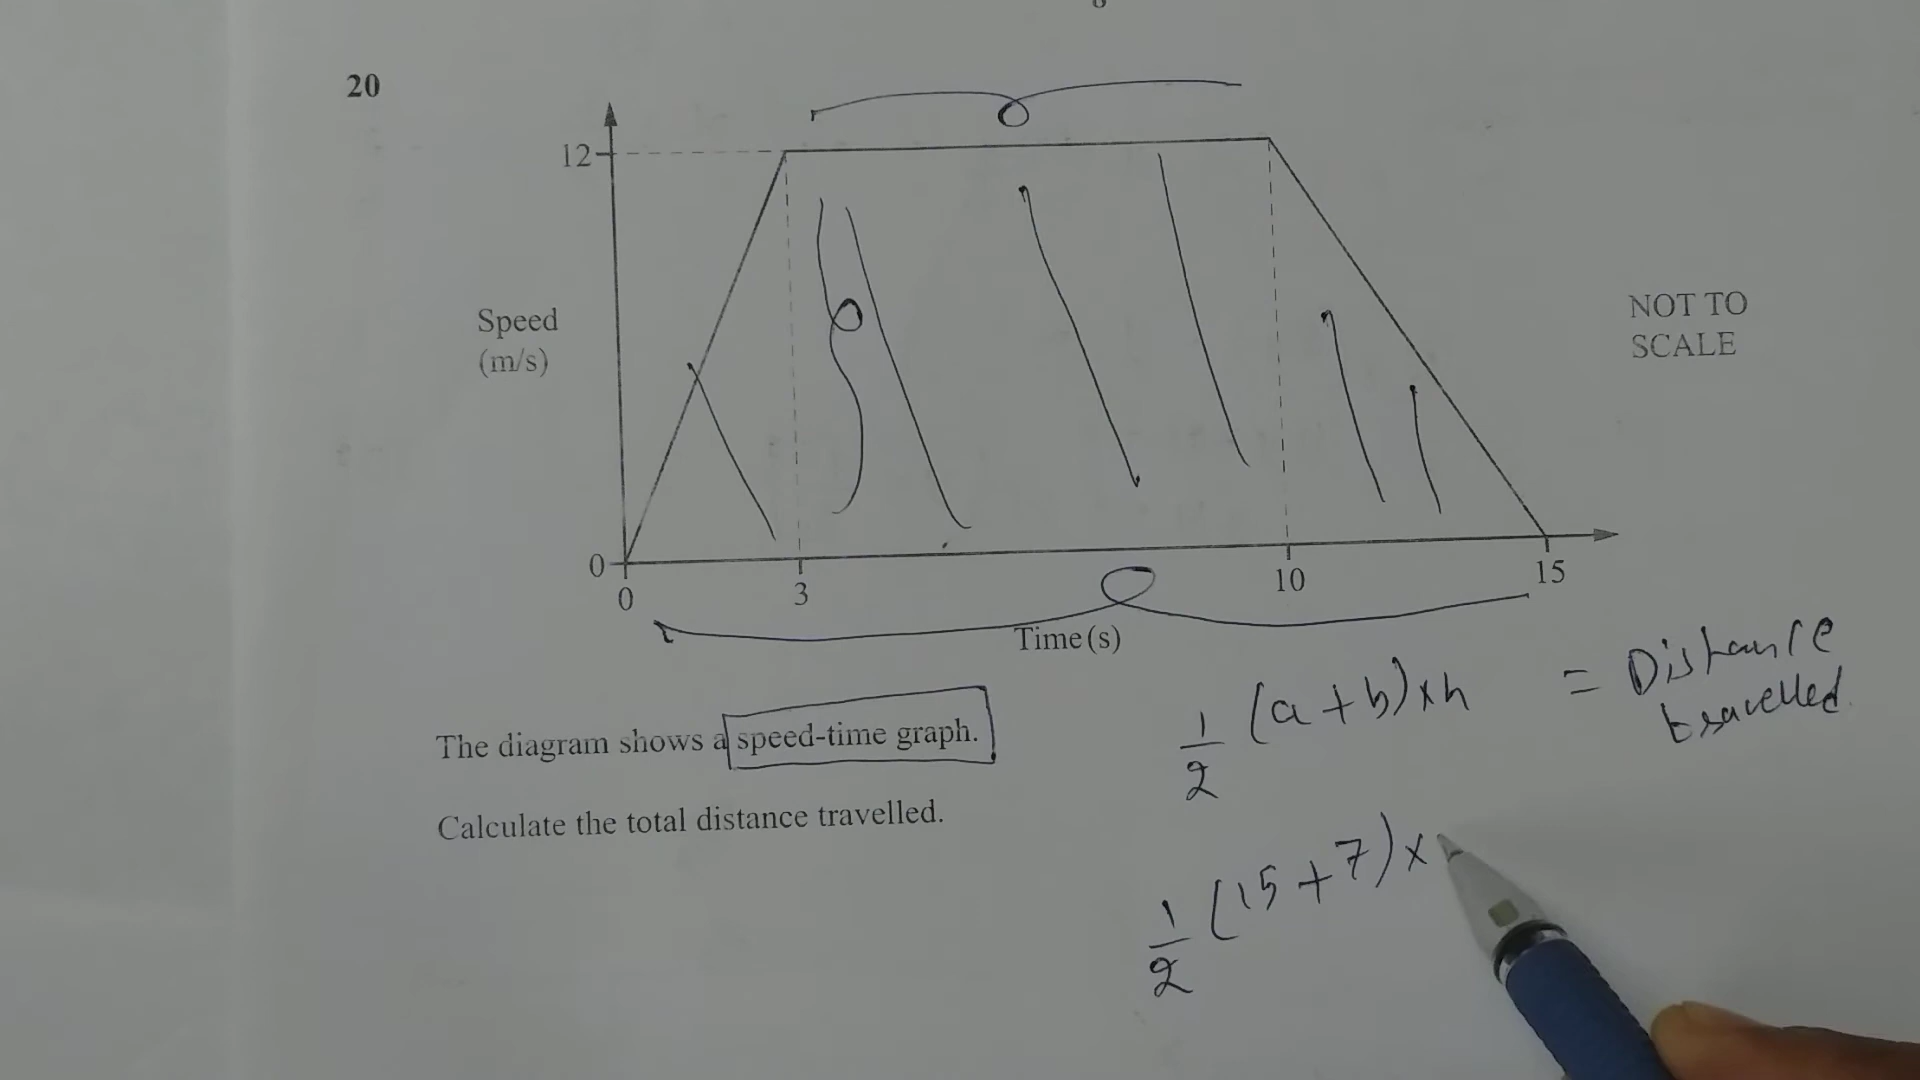 20
12
Speed
(m/s)
NOT TO
SCALE
0
0
3
10
15
Time (s)
The diagram shows a speed-time graph.
Calculate the total distance travelled.
1/2 (a + b) × h = Distance
travelled.
1/2 (15 + 7) ×